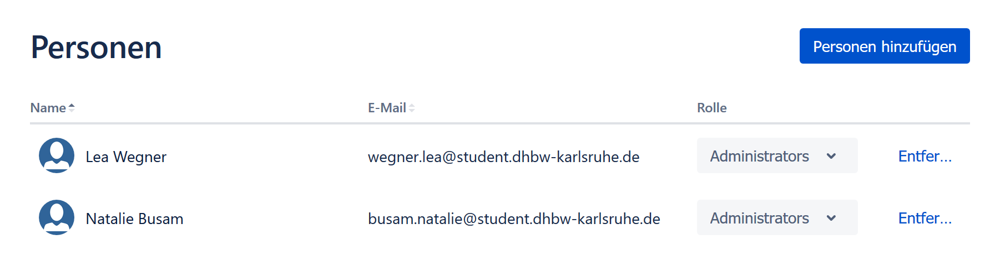 Personen
Personen hinzufügen
Name E-Mail Rolle
Lea Wegner wegner.lea@student.dhbw-karlsruhe.de Administrators Entfer...
Natalie Busam busam.natalie@student.dhbw-karlsruhe.de Administrators Entfer...